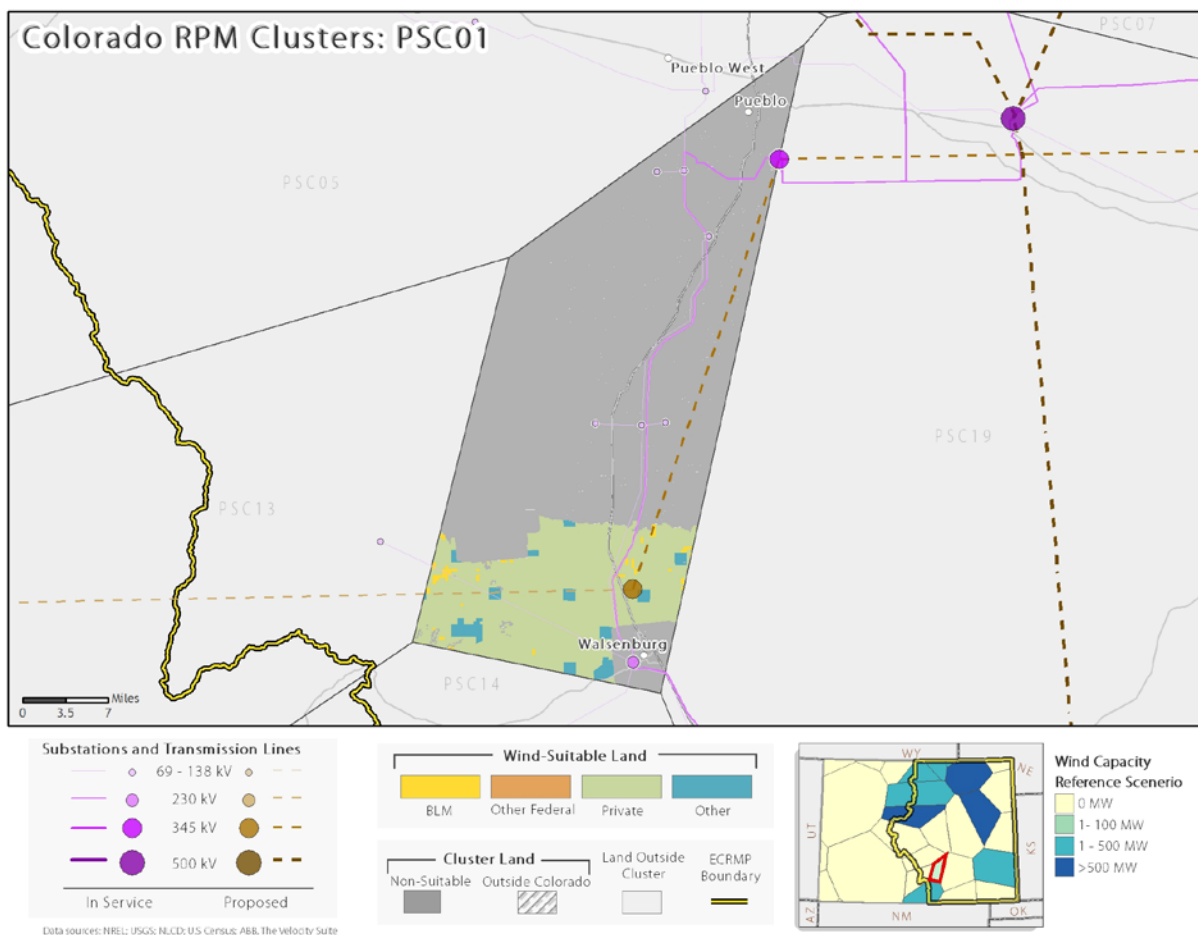 Colorado RPM Clusters: PSC01
PSC07
Pueblo West
Pueblo
PSC05
PSC19
PSC13
Walsenburg
PSC14
0 3.5 7 Miles
Substations and Transmission Lines
69 - 138 kV
230 kV
345 kV
500 kV
In Service
Proposed
Wind-Suitable Land
BLM
Other Federal
Private
Other
Cluster Land
Non-Suitable
Outside Colorado
Land Outside
Cluster
ECRMP
Boundary
WY
NE
UT
KS
AZ
NM
OK
Wind Capacity
Reference Scenerio
0 MW
1- 100 MW
1 - 500 MW
>500 MW
Data sources: NREL; USGS; NLCD; U.S. Census; ABB, The Velocity Suite